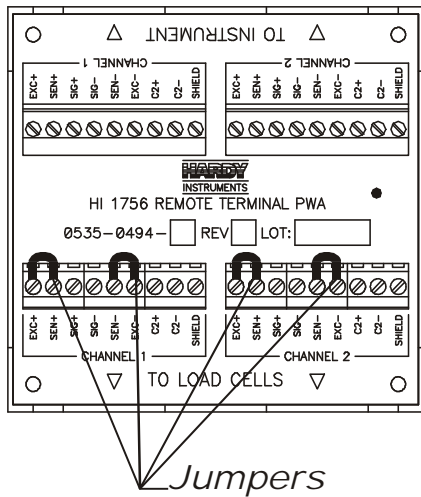 TO INSTRUMENT
CHANNEL 1 CHANNEL 2
EXC+ SEN+ SIG+ SIG- SEN- EXC- C2+ C2- SHIELD EXC+ SEN+ SIG+ SIG- SEN- EXC- C2+ C2- SHIELD
HARDY
INSTRUMENTS
HI 1756 REMOTE TERMINAL PWA
0535-0494- REV LOT:
EXC+ SEN+ SIG+ SIG- SEN- EXC- C2+ C2- SHIELD EXC+ SEN+ SIG+ SIG- SEN- EXC- C2+ C2- SHIELD
CHANNEL 1 CHANNEL 2
TO LOAD CELLS
Jumpers